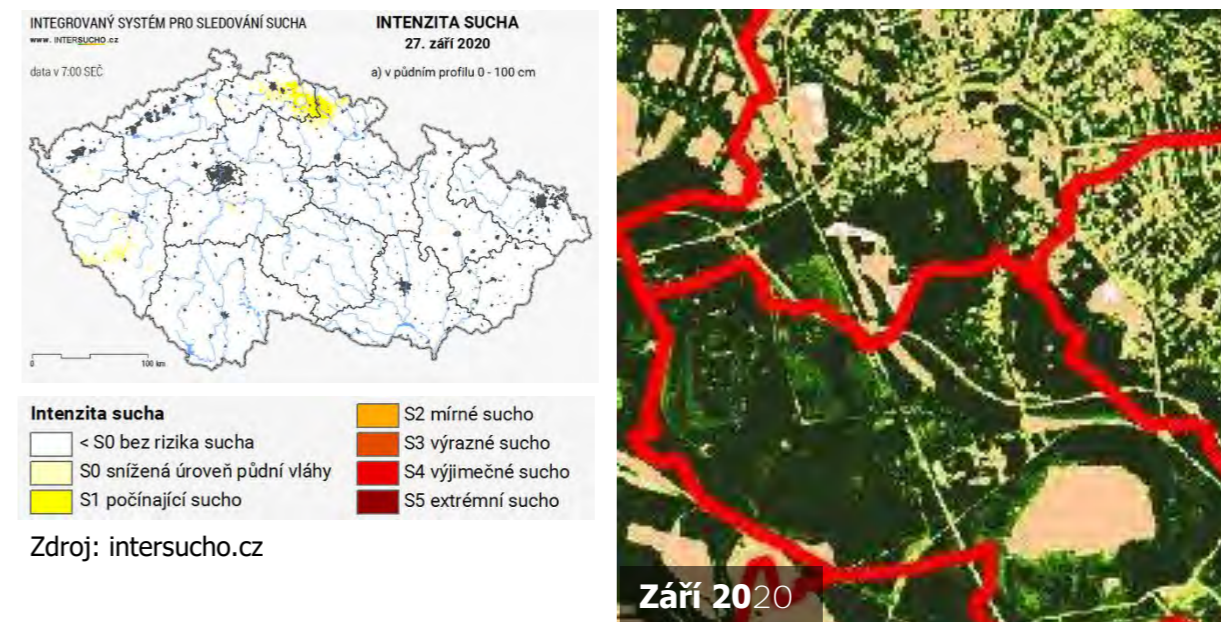 INTEGROVANÝ SYSTÉM PRO SLEDOVÁNÍ SUCHA
www. INTERSUCHO.cz
data v 7:00 SEČ
INTENZITA SUCHA
27. září 2020
a) v půdním profilu 0 - 100 cm
0
100 km
Intenzita sucha
< S0 bez rizika sucha
S0 snížená úroveň půdní vláhy
S1 počínající sucho
S2 mírné sucho
S3 výrazné sucho
S4 výjimečné sucho
S5 extrémní sucho
Zdroj: intersucho.cz
Září 2020